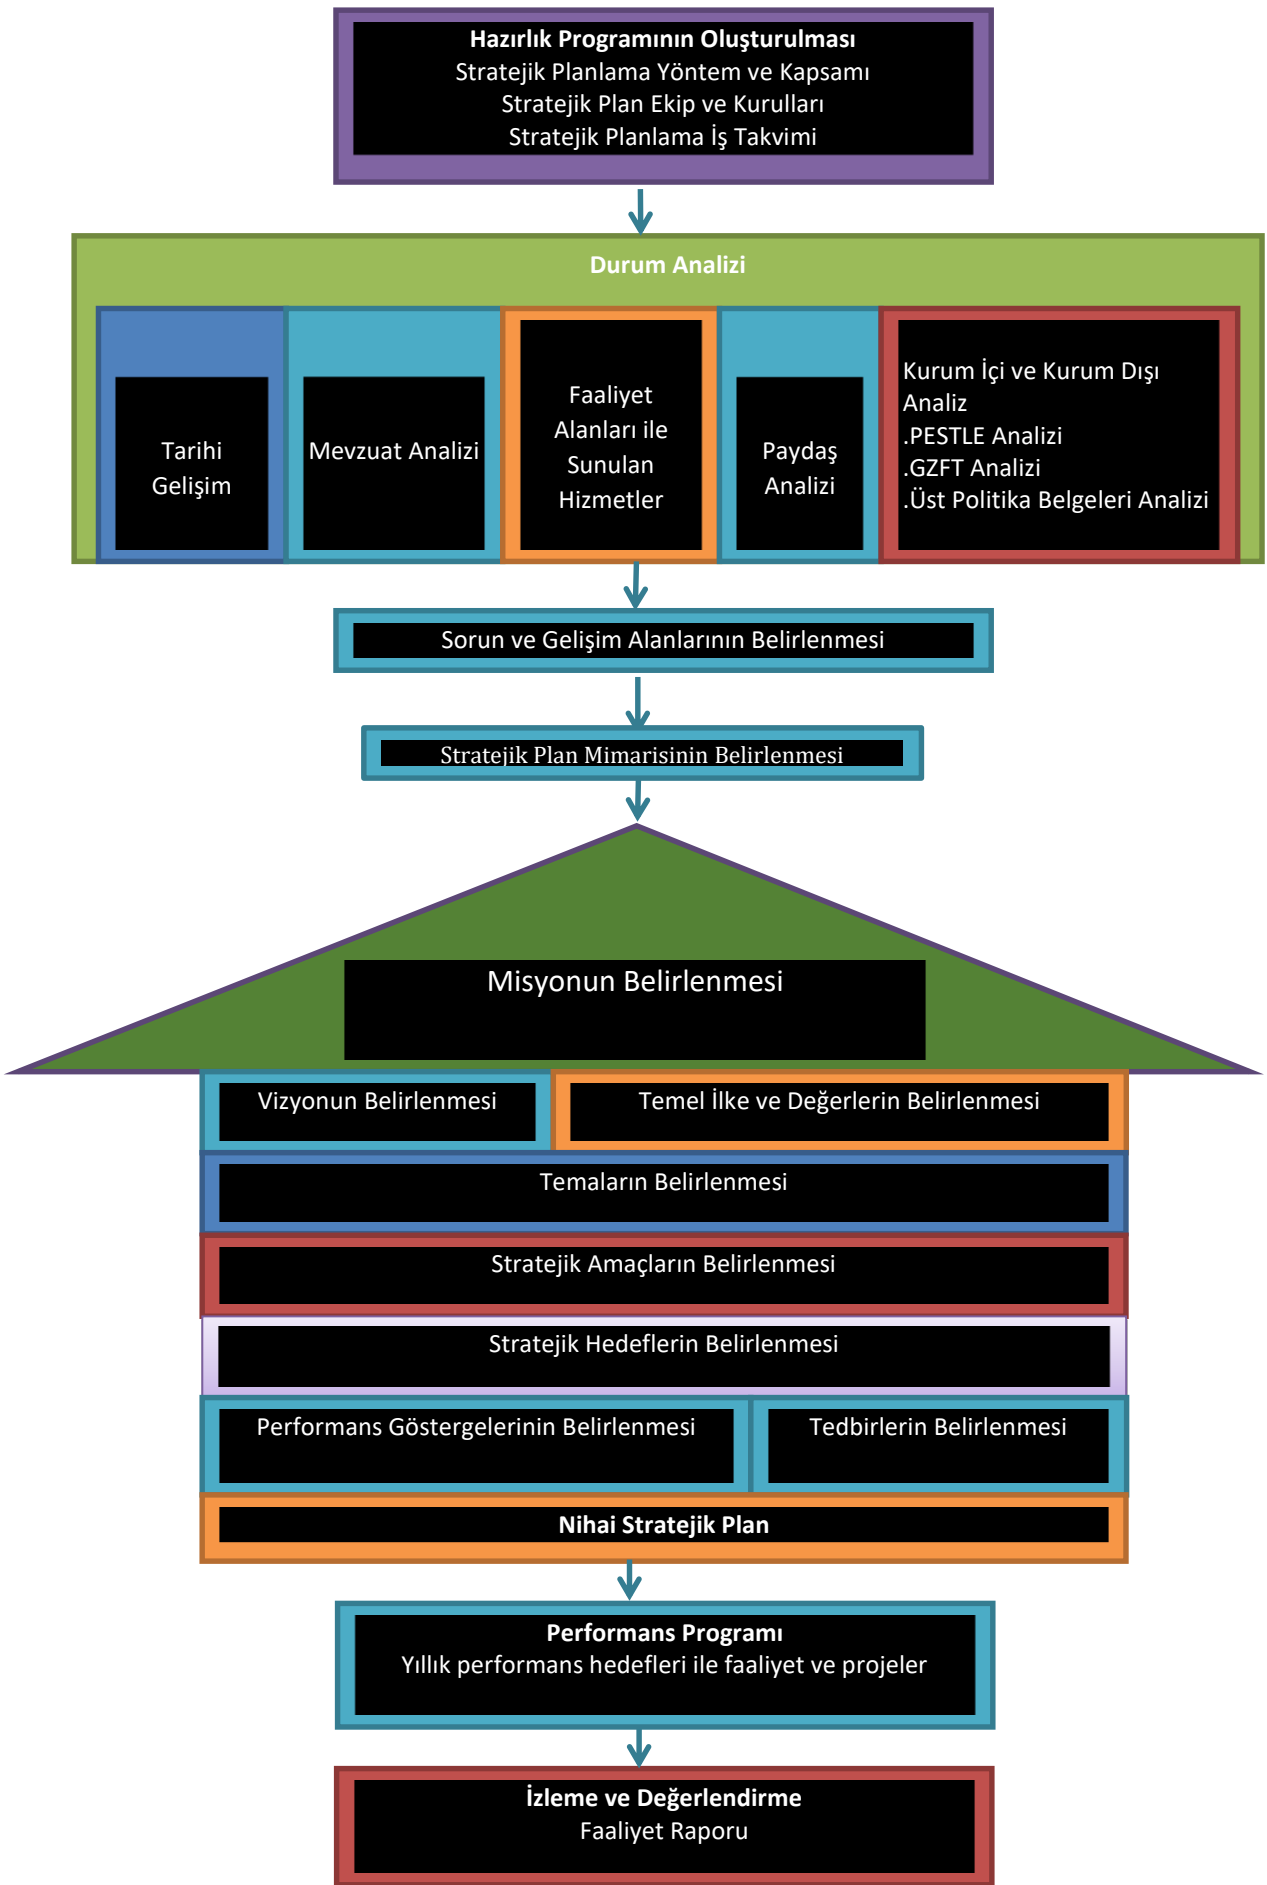 Hazırlık Programının Oluşturulması
Stratejik Planlama Yöntem ve Kapsamı
Stratejik Plan Ekip ve Kurulları
Stratejik Planlama İş Takvimi
Durum Analizi
Tarihi
Gelişim
Mevzuat Analizi
Faaliyet
Alanları ile
Sunulan
Hizmetler
Paydaş
Analizi
Kurum İçi ve Kurum Dışı
Analiz
.PESTLE Analizi
.GZFT Analizi
.Üst Politika Belgeleri Analizi
Sorun ve Gelişim Alanlarının Belirlenmesi
Stratejik Plan Mimarisinin Belirlenmesi
Misyonun Belirlenmesi
Vizyonun Belirlenmesi
Temel İlke ve Değerlerin Belirlenmesi
Temaların Belirlenmesi
Stratejik Amaçların Belirlenmesi
Stratejik Hedeflerin Belirlenmesi
Performans Göstergelerinin Belirlenmesi
Tedbirlerin Belirlenmesi
Nihai Stratejik Plan
Performans Programı
Yıllık performans hedefleri ile faaliyet ve projeler
İzleme ve Değerlendirme
Faaliyet Raporu